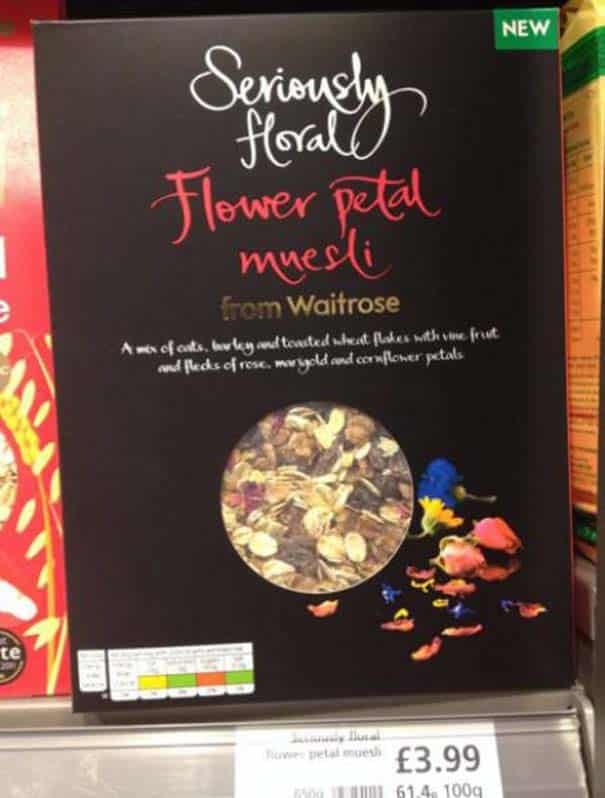 NEW
Seriously
floral
Flower petal
muesli
from Waitrose
A mix of oats, barley and toasted wheat flakes with vine fruit
and flecks of rose, marigold and cornflower petals
Seriously floral
flower petal muesli
£3.99
650g
61.4p 100g